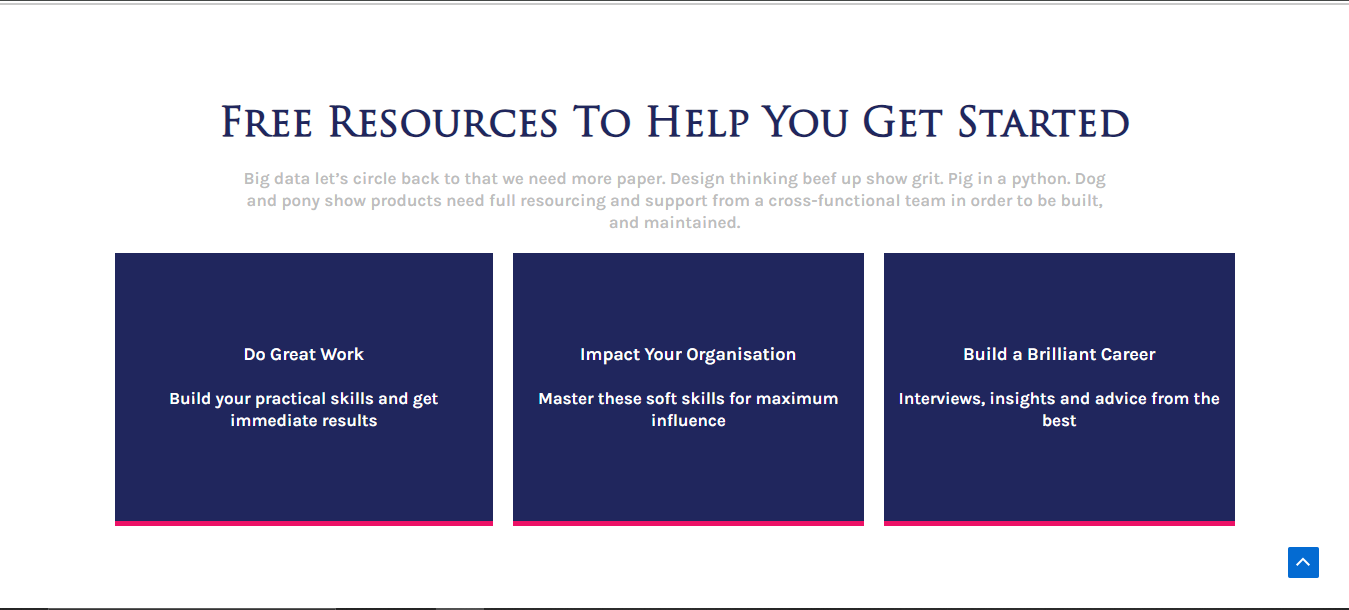 Free Resources To Help You Get Started
Big data let’s circle back to that we need more paper. Design thinking beef up show grit. Pig in a python. Dog
and pony show products need full resourcing and support from a cross-functional team in order to be built,
and maintained.
Do Great Work
Build your practical skills and get
immediate results
Impact Your Organisation
Master these soft skills for maximum
influence
Build a Brilliant Career
Interviews, insights and advice from the
best